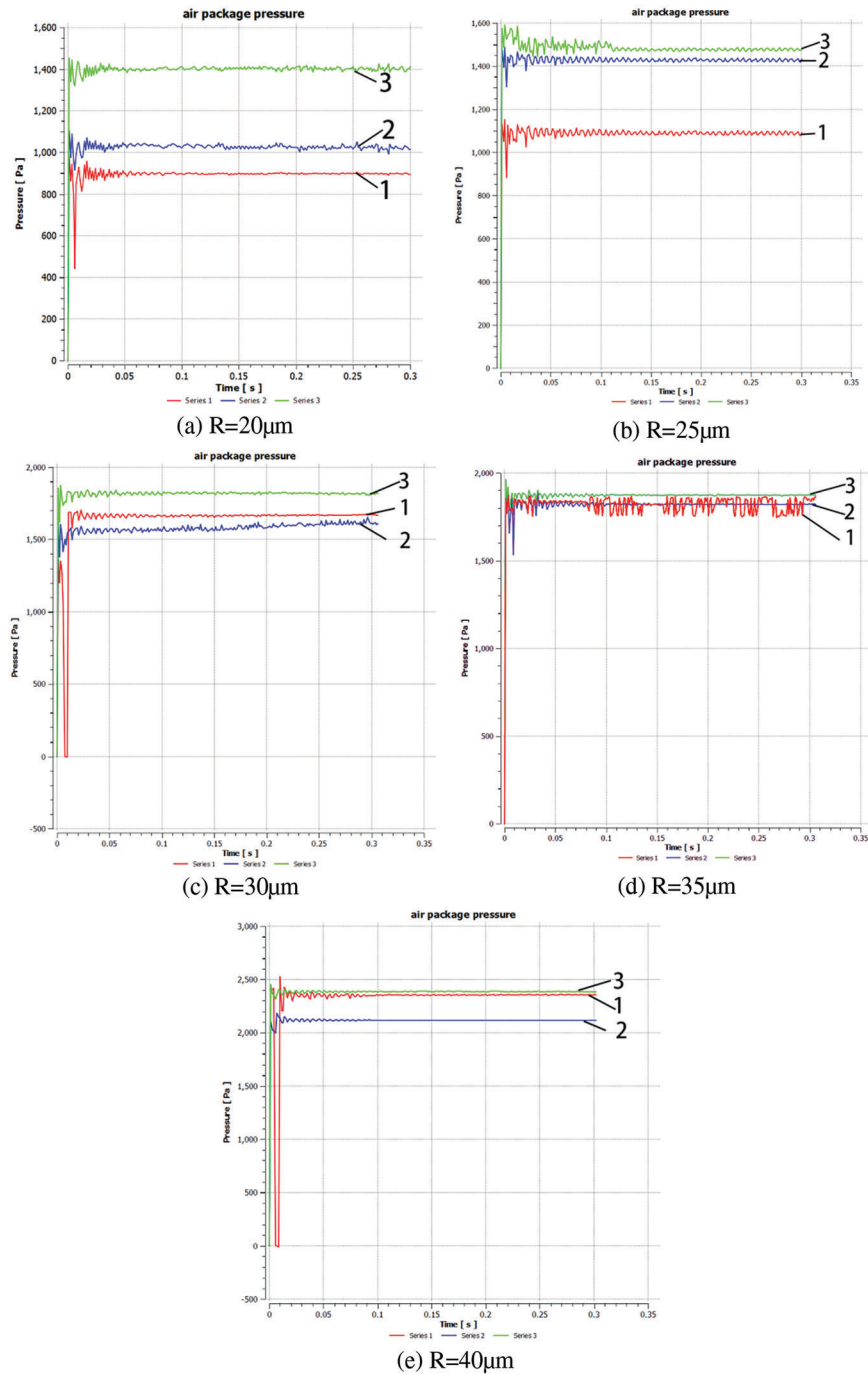 air package pressure
1,600
1,400
1,200
1,000
800
600
400
200
0
Pressure [ Pa ]
3
2
1
0 0.05 0.1 0.15 0.2 0.25 0.3
Time [ s ]
Series 1 Series 2 Series 3
(a) R=20μm
air package pressure
1,600
1,400
1,200
1,000
800
600
400
200
0
Pressure [ Pa ]
3
2
1
0 0.05 0.1 0.15 0.2 0.25 0.3 0.35
Time [ s ]
Series 1 Series 2 Series 3
(b) R=25μm
air package pressure
2,000
1,500
1,000
500
0
-500
Pressure [ Pa ]
3
1
2
0 0.05 0.1 0.15 0.2 0.25 0.3 0.35
Time [ s ]
Series 1 Series 2 Series 3
(c) R=30μm
air package pressure
2,000
1,500
1,000
500
0
Pressure [ Pa ]
3
2
1
0 0.05 0.1 0.15 0.2 0.25 0.3 0.35
Time [ s ]
Series 1 Series 2 Series 3
(d) R=35μm
air package pressure
3,000
2,500
2,000
1,500
1,000
500
0
-500
Pressure [ Pa ]
3
1
2
0 0.05 0.1 0.15 0.2 0.25 0.3 0.35
Time [ s ]
Series 1 Series 2 Series 3
(e) R=40μm